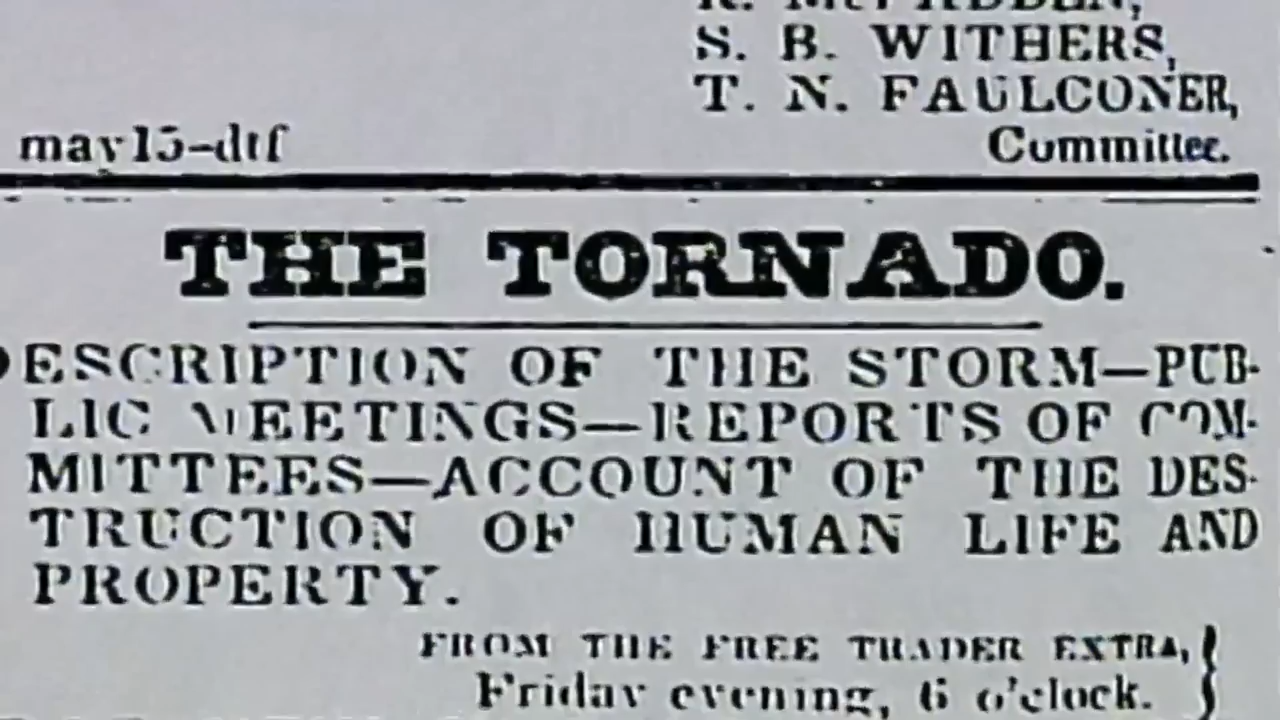 S. B. WITHERS,
T. N. FAULCONER,
may15-dtf
Committee.
THE TORNADO.
DESCRIPTION OF THE STORM—PUB-
LIC MEETINGS—REPORTS OF COM-
MITTEES—ACCOUNT OF THE DES-
TRUCTION OF HUMAN LIFE AND
PROPERTY.
FROM THE FREE TRADER EXTRA,
Friday evening, 6 o'clock.